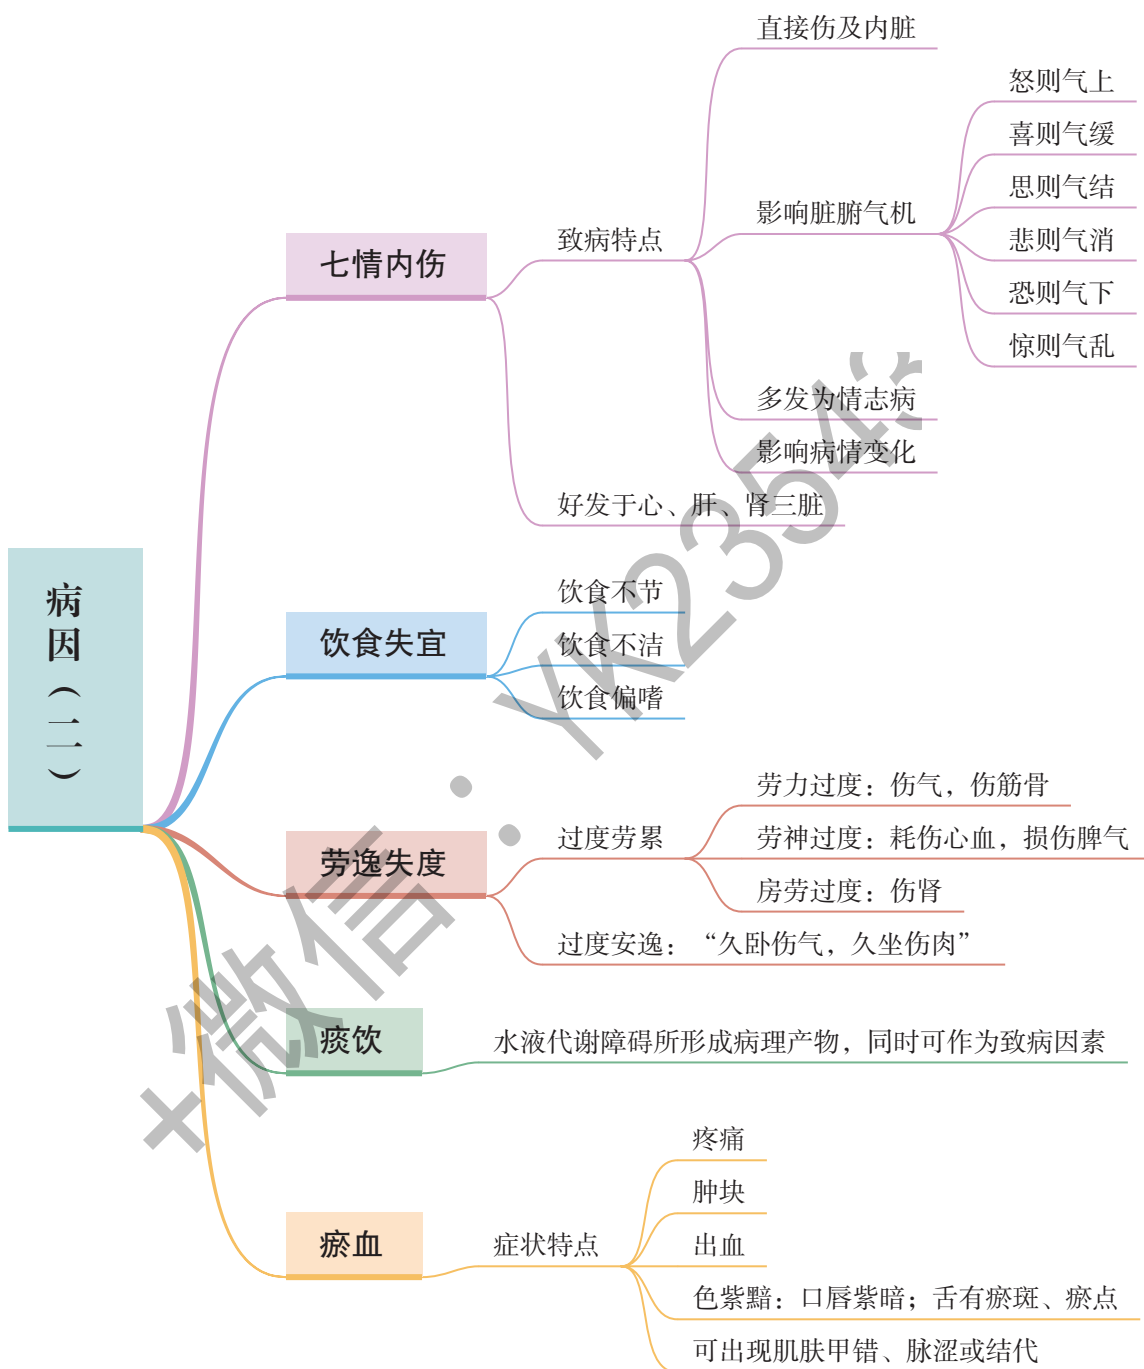 病因（二）
七情内伤
致病特点
直接伤及内脏
影响脏腑气机
怒则气上
喜则气缓
思则气结
悲则气消
恐则气下
惊则气乱
多发为情志病
影响病情变化
好发于心、肝、肾三脏
饮食失宜
饮食不节
饮食不洁
饮食偏嗜
劳逸失度
过度劳累
劳力过度：伤气，伤筋骨
劳神过度：耗伤心血，损伤脾气
房劳过度：伤肾
过度安逸：“久卧伤气，久坐伤肉”
痰饮
水液代谢障碍所形成病理产物，同时可作为致病因素
瘀血
症状特点
疼痛
肿块
出血
色紫黯：口唇紫暗；舌有瘀斑、瘀点
可出现肌肤甲错、脉涩或结代
+微信：YK2354